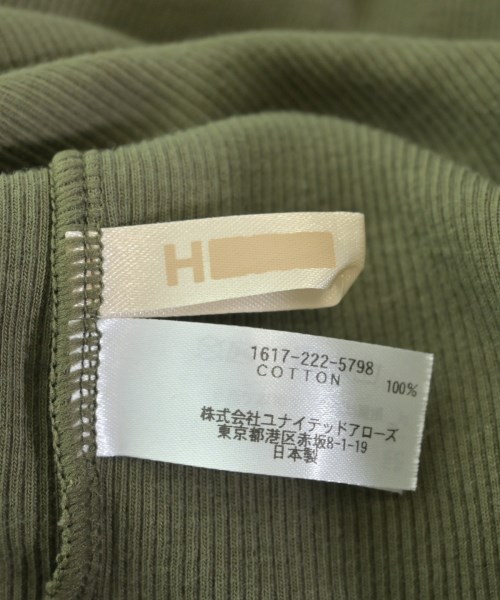 H
1617-222-5798
COTTON 100%
株式会社ユナイテッドアローズ
東京都港区赤坂8-1-19
日本製